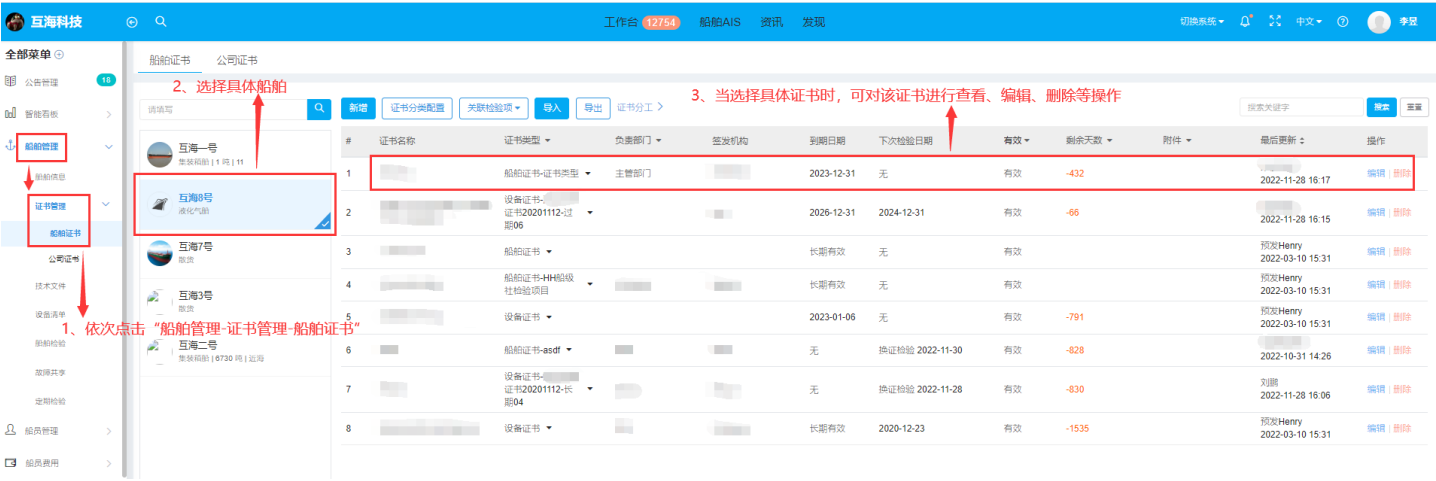 互海科技
工作台 12754 船舶AIS 资讯 发现
切换系统 中文 李昱
全部菜单
公告管理 18
智能看板
船舶管理
船舶信息
证书管理
船舶证书
公司证书
技术文件
设备清单
船舶检验
故障共享
定期检验
船员管理
船员费用
船舶证书 公司证书
2、选择具体船舶
请填写
互海一号
集装箱船 | 1 吨 | 11
互海8号
液化气船
互海7号
散货
互海3号
散货
互海二号
集装箱船 | 6730 吨 | 近海
1、依次点击“船舶管理-证书管理-船舶证书”
新增 证书分类配置 关联检验项 导入 导出 证书分工
3、当选择具体证书时，可对该证书进行查看、编辑、删除等操作
搜索关键字 搜索 重置
# 证书名称 证书类型 负责部门 签发机构 到期日期 下次检验日期 有效 剩余天数 附件 最后更新 操作
1 船舶证书-证书类型 主管部门 2023-12-31 无 有效 -432 2022-11-28 16:17 编辑 | 删除
2 设备证书- 证书20201112-过期06 2026-12-31 2024-12-31 有效 -66 2022-11-28 16:15 编辑 | 删除
3 船舶证书 长期有效 无 有效 预发Henry 2022-03-10 15:31 编辑 | 删除
4 船舶证书-HH船级社检验项目 长期有效 无 有效 预发Henry 2022-03-10 15:31 编辑 | 删除
5 设备证书 2023-01-06 无 有效 -791 预发Henry 2022-03-10 15:31 编辑 | 删除
6 船舶证书-asdf 无 换证检验 2022-11-30 有效 -828 2022-10-31 14:26 编辑 | 删除
7 设备证书- 证书20201112-长期04 无 换证检验 2022-11-28 有效 -830 刘鹏 2022-11-28 16:06 编辑 | 删除
8 设备证书 长期有效 2020-12-23 有效 -1535 预发Henry 2022-03-10 15:31 编辑 | 删除